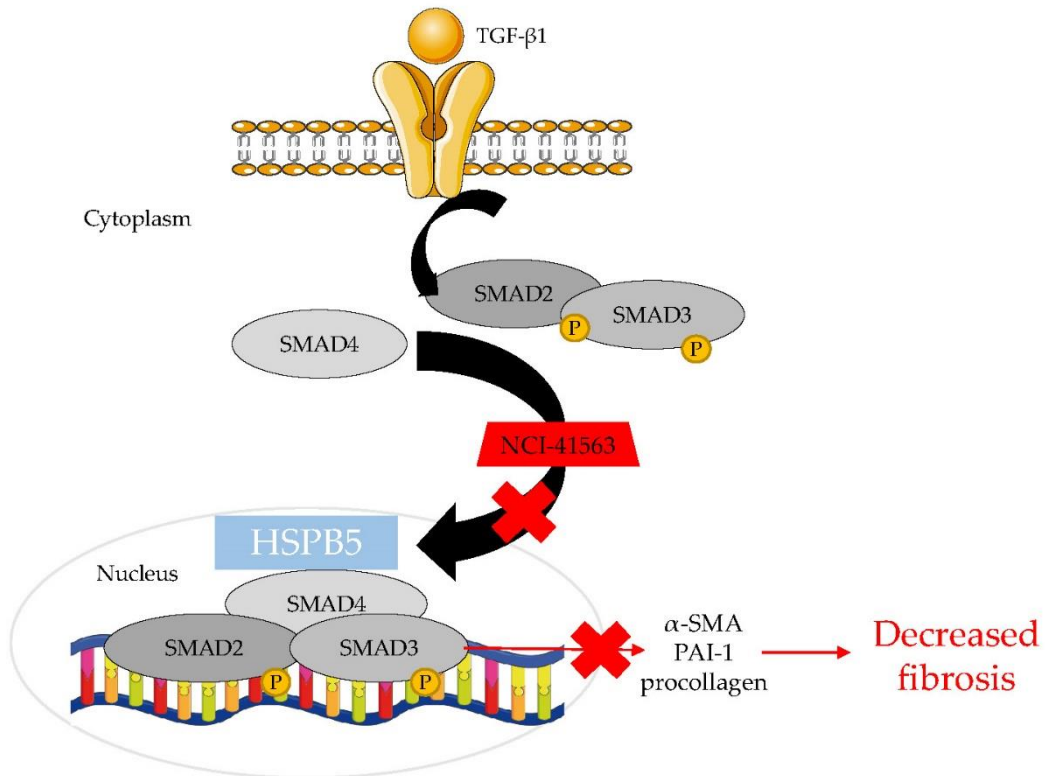 TGF-β1
Cytoplasm
SMAD2
SMAD3
P
P
SMAD4
NCI-41563
HSPB5
Nucleus
SMAD4
SMAD2
SMAD3
P
P
α-SMA
PAI-1
procollagen
Decreased
fibrosis